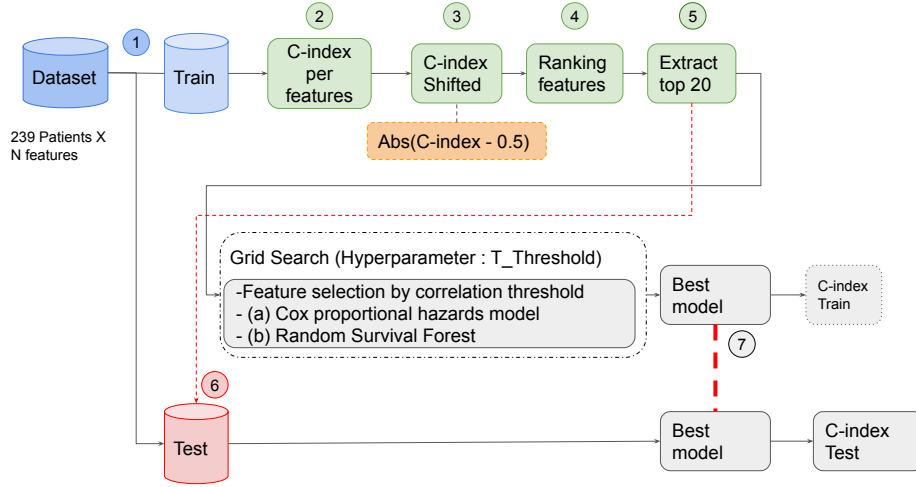 1
2
3
4
5
Dataset
Train
C-index
per
features
C-index
Shifted
Ranking
features
Extract
top 20
239 Patients X
N features
Abs(C-index - 0.5)
Grid Search (Hyperparameter : T_Threshold)
-Feature selection by correlation threshold
- (a) Cox proportional hazards model
- (b) Random Survival Forest
Best
model
C-index
Train
7
6
Test
Best
model
C-index
Test